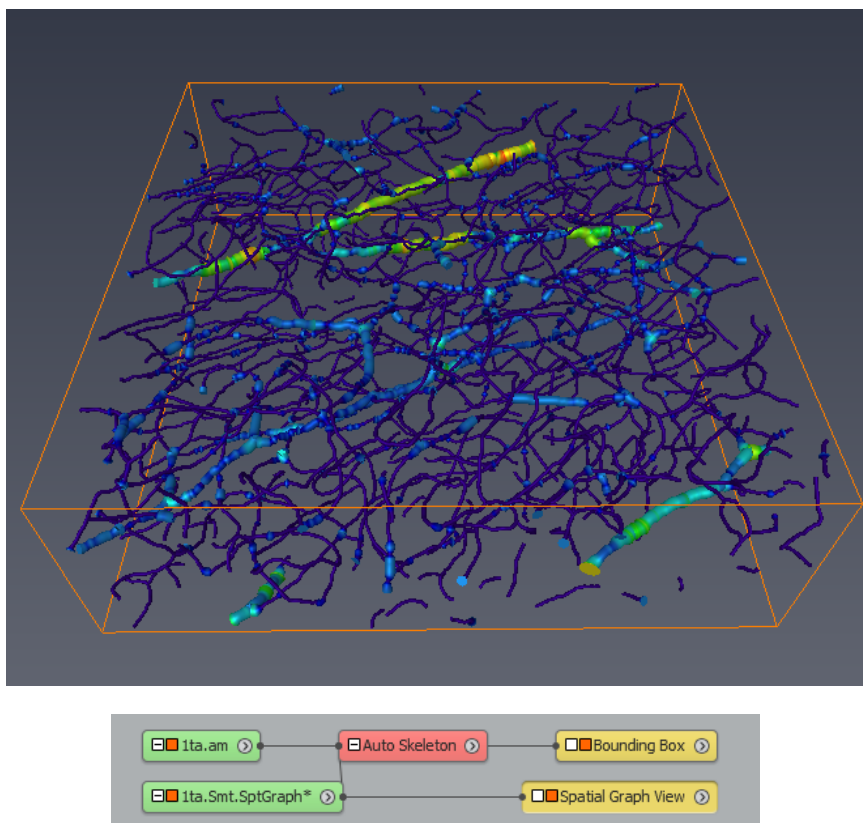 1ta.am
Auto Skeleton
Bounding Box
1ta.Smt.SptGraph*
Spatial Graph View